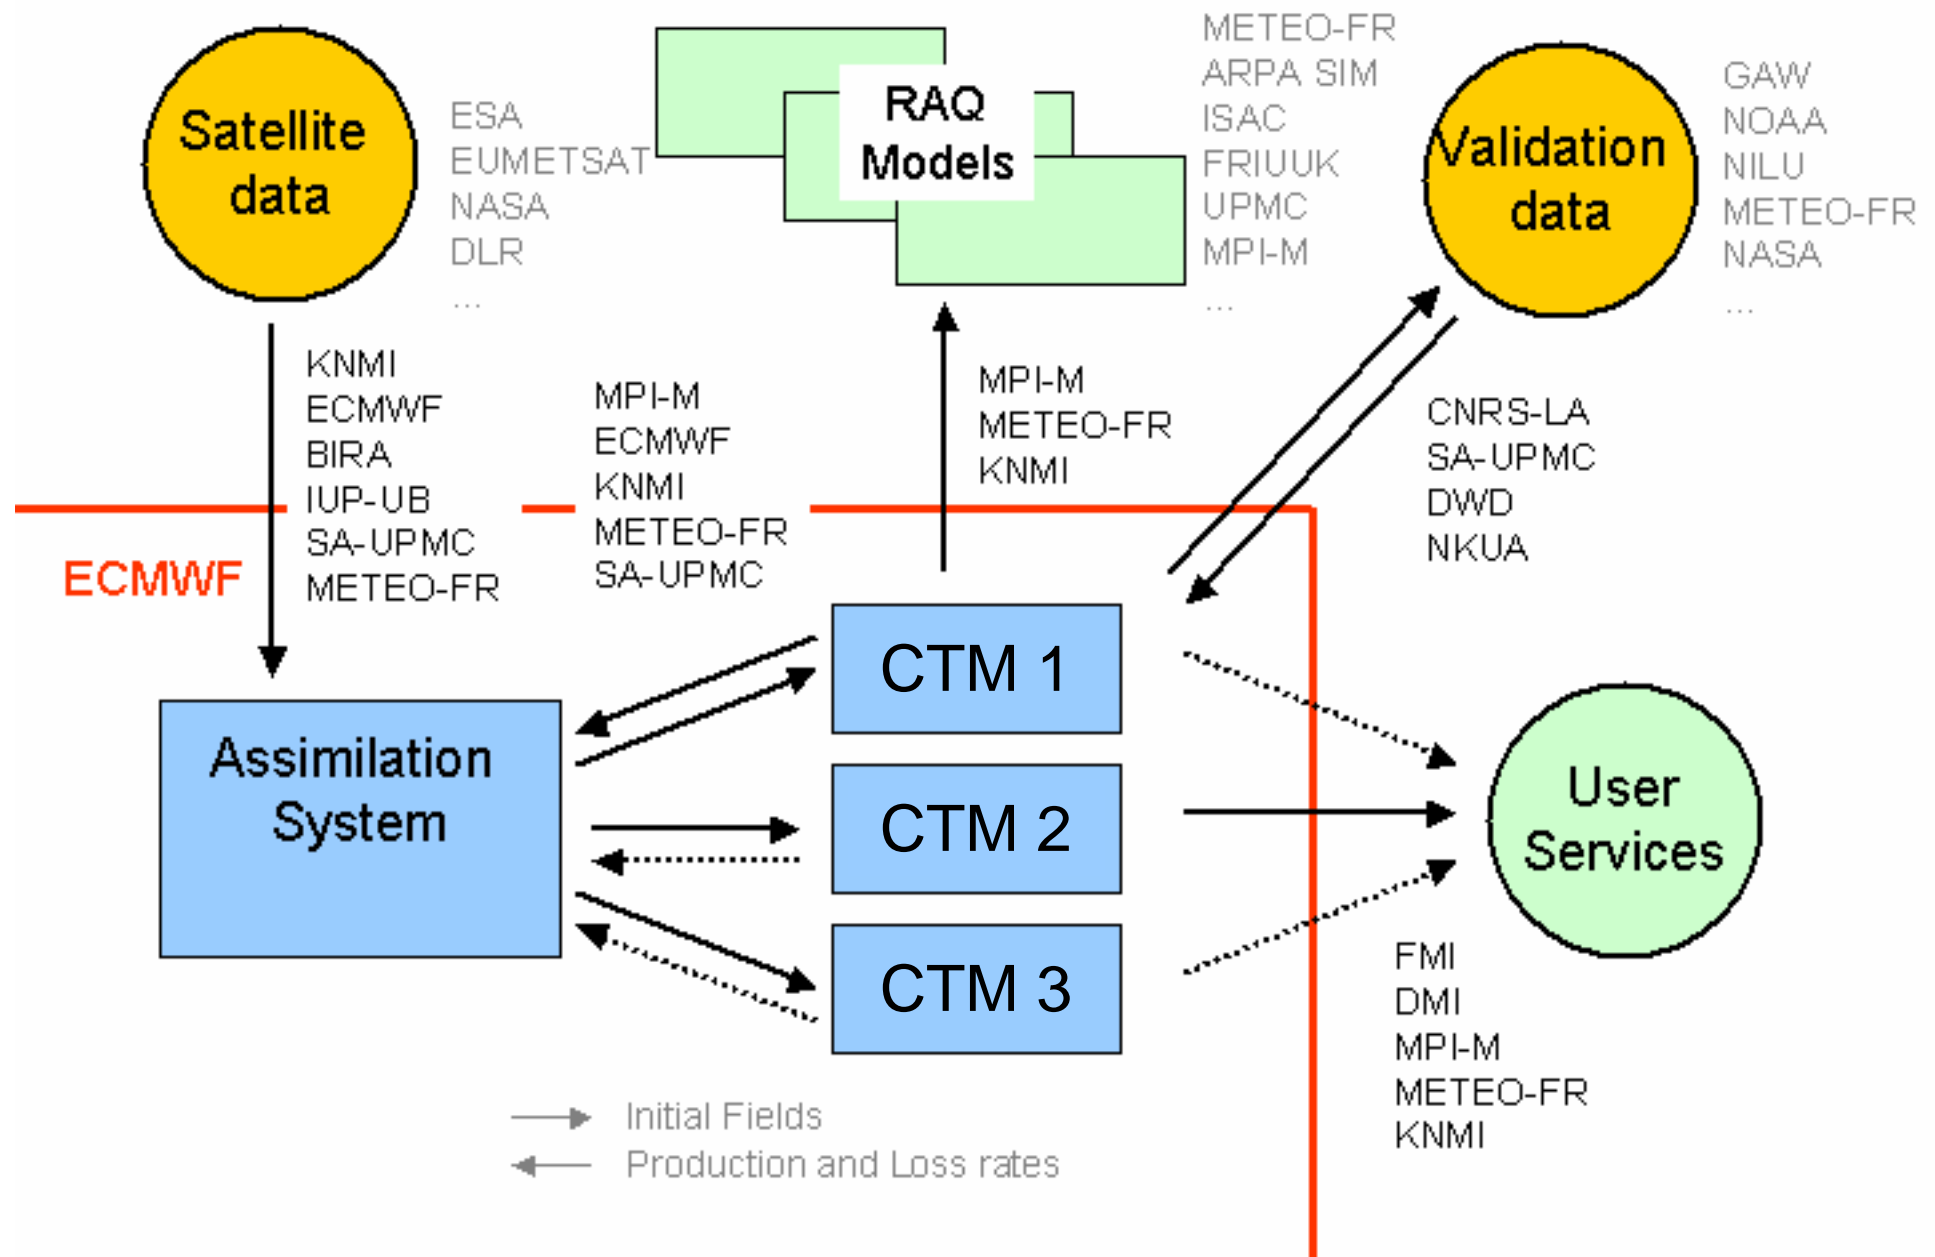 Satellite
data
ESA
EUMETSAT
NASA
DLR
...
RAQ
Models
METEO-FR
ARPA SIM
ISAC
FRIUUK
UPMC
MPI-M
...
Validation
data
GAW
NOAA
NILU
METEO-FR
NASA
...
KNMI
ECMWF
BIRA
IUP-UB
SA-UPMC
METEO-FR
MPI-M
ECMWF
KNMI
METEO-FR
SA-UPMC
MPI-M
METEO-FR
KNMI
CNRS-LA
SA-UPMC
DWD
NKUA
ECMWF
Assimilation
System
CTM 1
CTM 2
CTM 3
User
Services
FMI
DMI
MPI-M
METEO-FR
KNMI
Initial Fields
Production and Loss rates